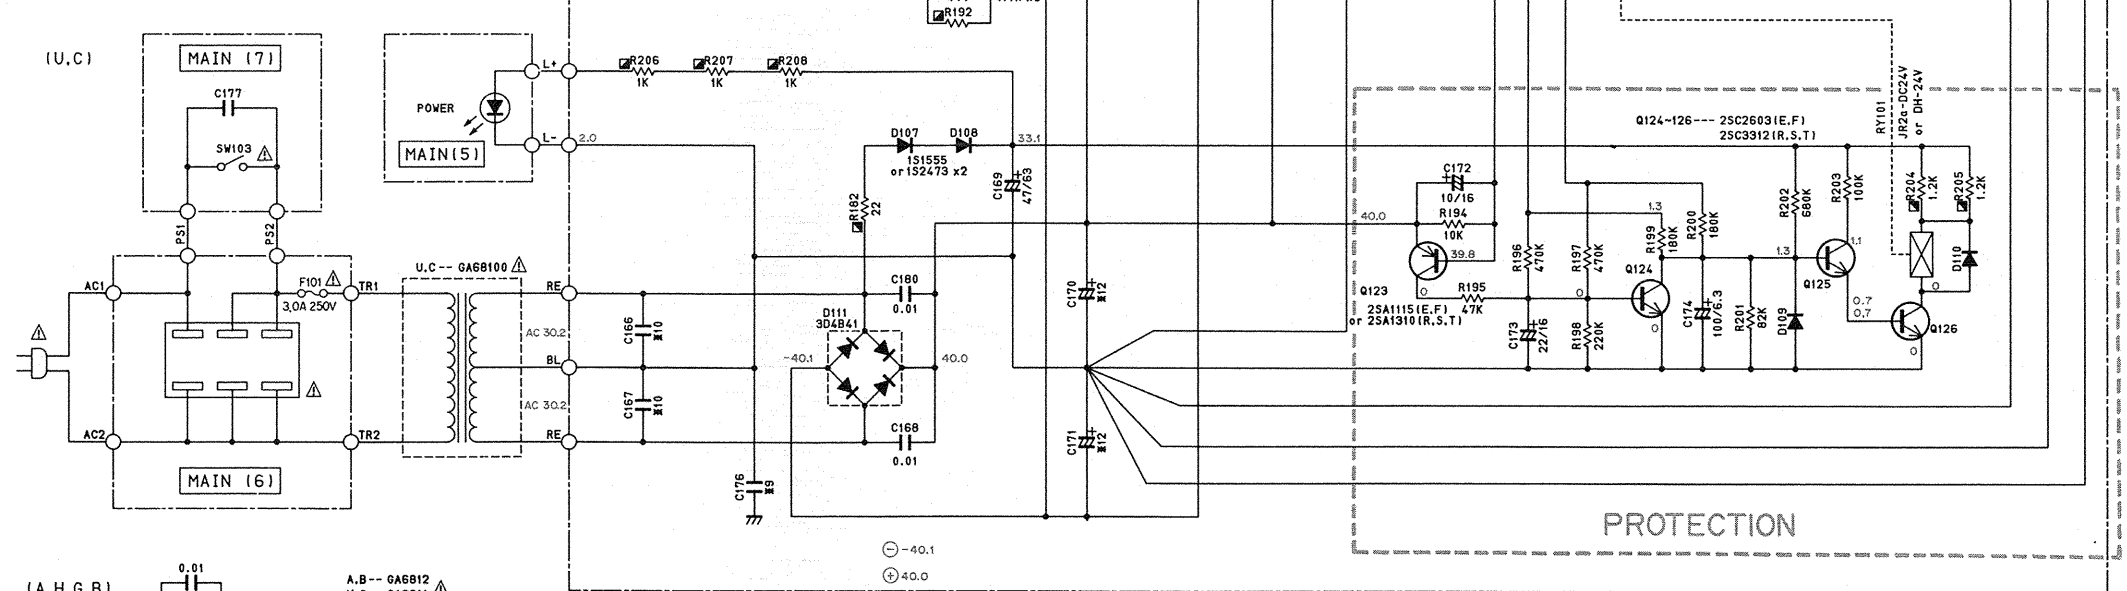 R192
(U,C)
MAIN (7)
C177
SW103
PS1
PS2
POWER
MAIN(5)
L+
L-
2.0
R206
1K
R207
1K
R208
1K
D107
D108
1S1555
or 1S2473 x2
33.1
C169
47/63
R182
22
U,C-- GA68100
AC1
F101
3.0A 250V
TR1
RE
AC 30.2
BL
AC 30.2
AC2
TR2
RE
MAIN (6)
C166
※10
C167
※10
C176
※9
D111
3D4B41
-40.1
40.0
C180
0.01
C168
0.01
C170
※12
C171
※12
⊖ -40.1
⊕ 40.0
40.0
C172
10/16
R194
10K
39.8
0
Q123
2SA1115(E,F)
or 2SA1310(R,S,T)
R195
47K
R196
470K
C173
22/16
R197
470K
0
R198
220K
1.3
R199
180K
R200
180K
Q124
0
C174
100/6.3
R201
82K
1.3
D109
R202
680K
R203
100K
1.1
Q125
0.7
0.7
Q126
0
0
R204
1.2K
R205
1.2K
D110
RY101
JR2a-DC24V
or DH-24V
Q124~126--- 2SC2603(E,F)
2SC3312(R,S,T)
PROTECTION
0.01
(A,H,G,B)
A,B-- GA6812